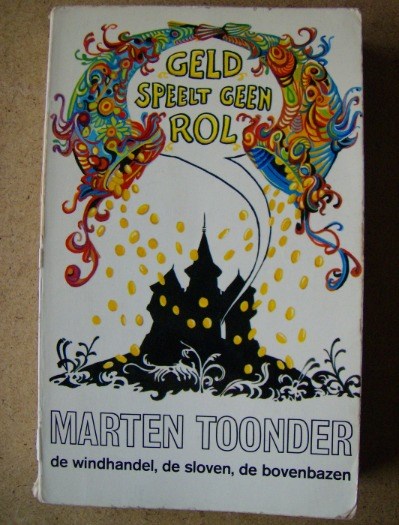 GELD
SPEELT GEEN
ROL
MARTEN TOONDER
de windhandel, de sloven, de bovenbazen